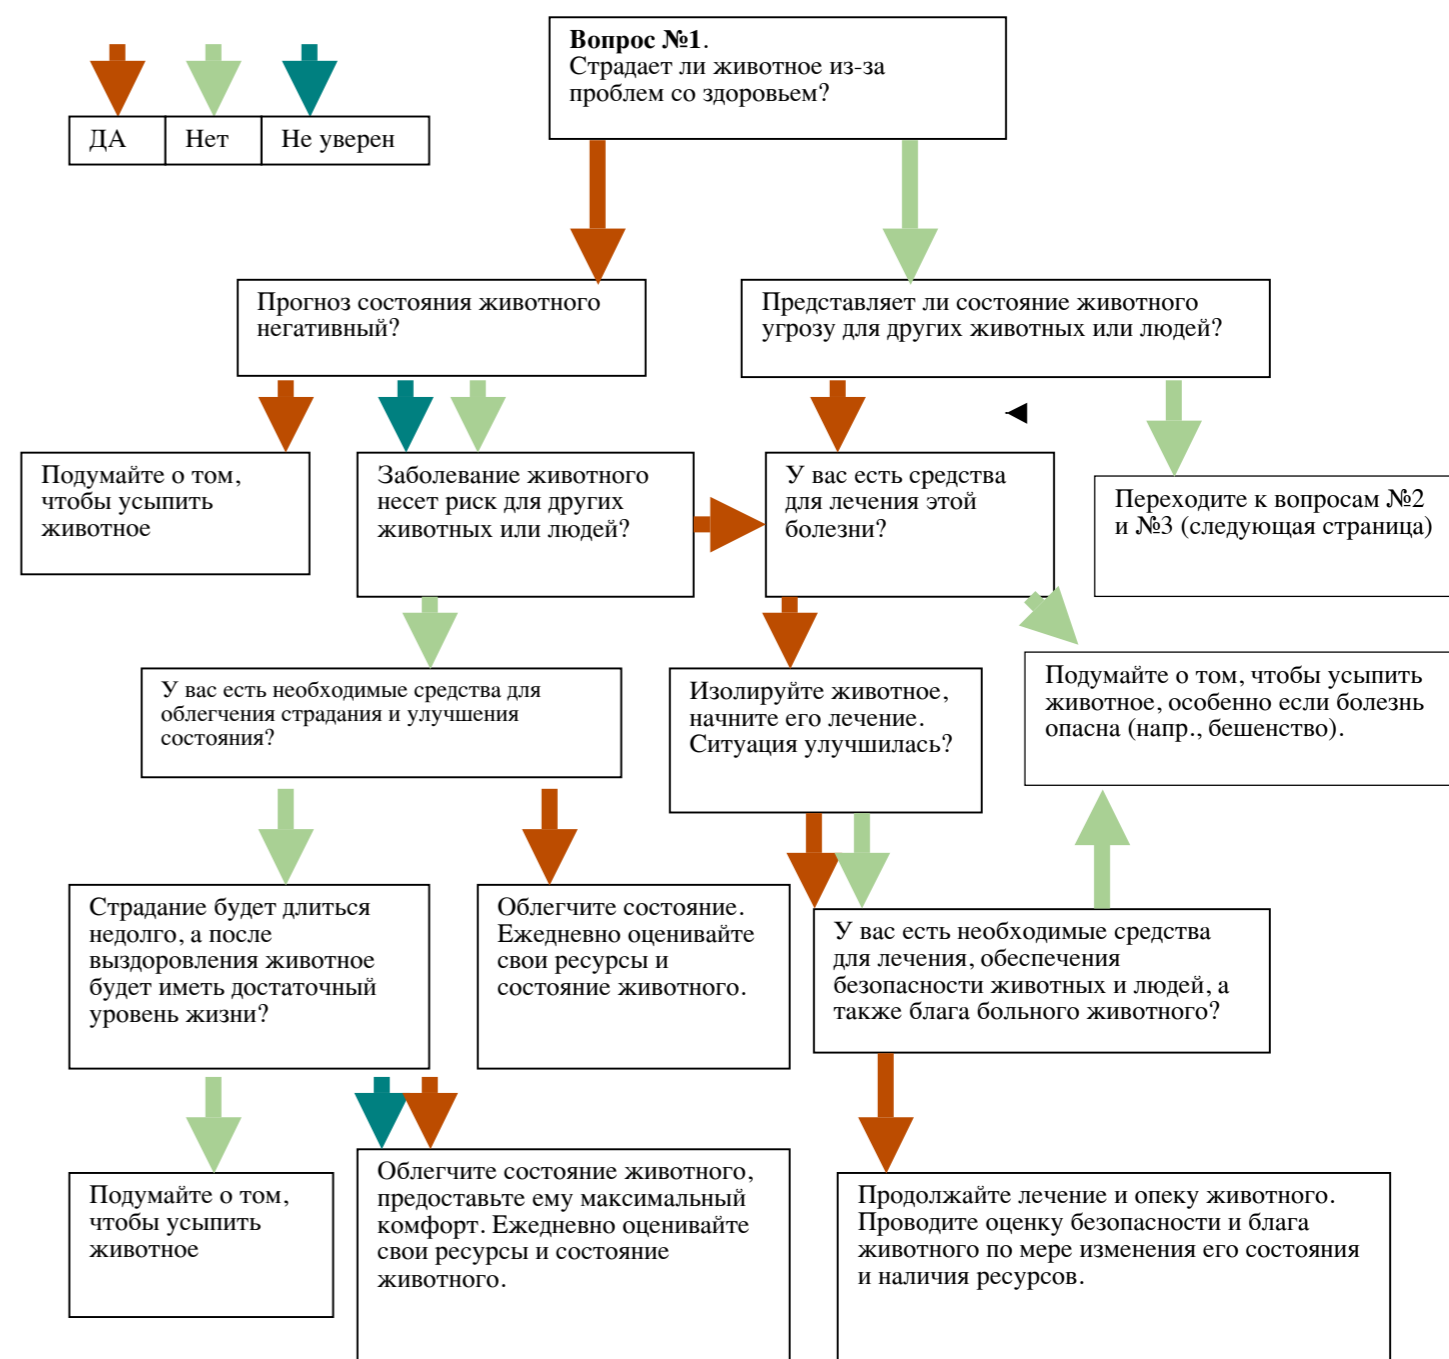 ДА
Нет
Не уверен
Вопрос №1.
Страдает ли животное из-за
проблем со здоровьем?
Прогноз состояния животного
негативный?
Представляет ли состояние животного
угрозу для других животных или людей?
Подумайте о том,
чтобы усыпить
животное
Заболевание животного
несет риск для других
животных или людей?
У вас есть средства
для лечения этой
болезни?
Переходите к вопросам №2
и №3 (следующая страница)
У вас есть необходимые средства для
облегчения страдания и улучшения
состояния?
Изолируйте животное,
начните его лечение.
Ситуация улучшилась?
Подумайте о том, чтобы усыпить
животное, особенно если болезнь
опасна (напр., бешенство).
Страдание будет длиться
недолго, а после
выздоровления животное
будет иметь достаточный
уровень жизни?
Облегчите состояние.
Ежедневно оценивайте
свои ресурсы и
состояние животного.
У вас есть необходимые средства
для лечения, обеспечения
безопасности животных и людей, а
также блага больного животного?
Подумайте о том,
чтобы усыпить
животное
Облегчите состояние животного,
предоставьте ему максимальный
комфорт. Ежедневно оценивайте
свои ресурсы и состояние
животного.
Продолжайте лечение и опеку животного.
Проводите оценку безопасности и блага
животного по мере изменения его состояния
и наличия ресурсов.